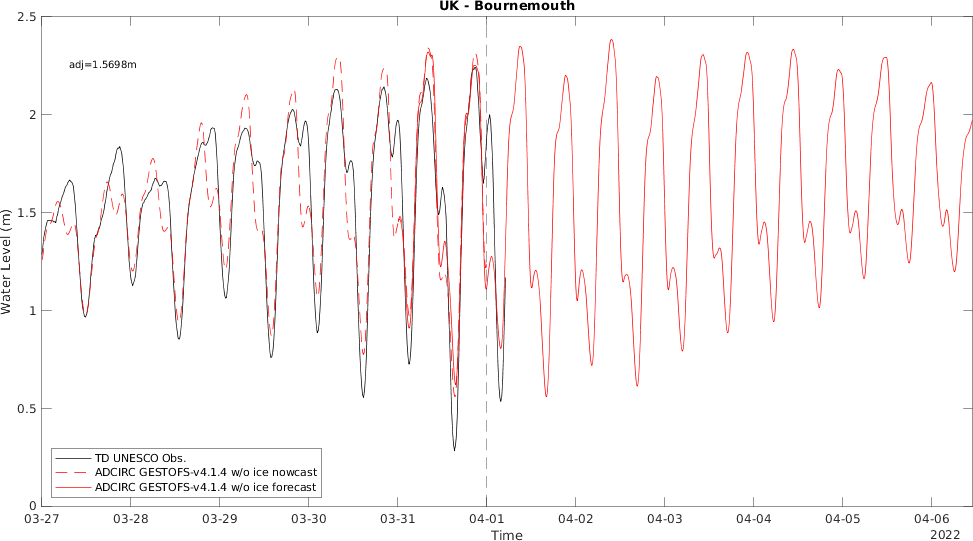 UK - Bournemouth
2.5
adj=1.5698m
2
1.5
Water Level (m)
1
0.5
TD UNESCO Obs.
ADCIRC GESTOFS-v4.1.4 w/o ice nowcast
ADCIRC GESTOFS-v4.1.4 w/o ice forecast
0
03-27 03-28 03-29 03-30 03-31 04-01 04-02 04-03 04-04 04-05 04-06
Time
2022